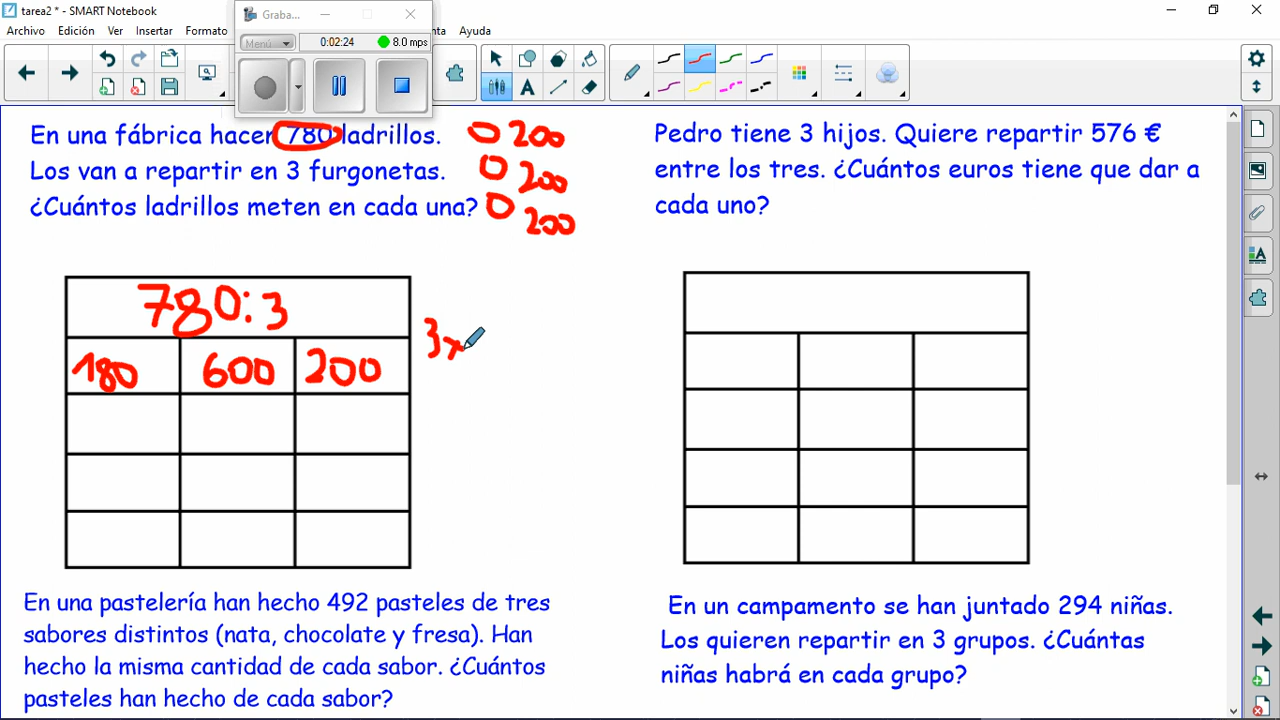 tarea2 * - SMART Notebook
Archivo Edición Ver Insertar Formato
Ayuda
Graba...
Menú
0:02:24
8.0 mps
En una fábrica hacen 780 ladrillos.
Los van a repartir en 3 furgonetas.
¿Cuántos ladrillos meten en cada una?
0 200
0 200
0 200
780:3
180 600 200
3x
Pedro tiene 3 hijos. Quiere repartir 576 €
entre los tres. ¿Cuántos euros tiene que dar a
cada uno?
En una pastelería han hecho 492 pasteles de tres
sabores distintos (nata, chocolate y fresa). Han
hecho la misma cantidad de cada sabor. ¿Cuántos
pasteles han hecho de cada sabor?
En un campamento se han juntado 294 niñas.
Los quieren repartir en 3 grupos. ¿Cuántas
niñas habrá en cada grupo?